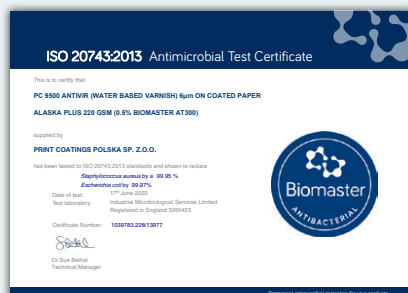 ISO 20743:2013 Antimicrobial Test Certificate
This is to certify that
PC 9500 ANTIVIR (WATER BASED VARNISH) 6µm ON COATED PAPER
ALASKA PLUS 220 GSM (0.5% BIOMASTER AT300)
supplied by
PRINT COATINGS POLSKA SP. Z.O.O.
has been tested to ISO 20743:2013 standards and shown to reduce
Staphylococcus aureus by ≥ 99.95 %
Escherichia coli by 99.97%
Date of test: 17th June 2020
Test laboratory: Industrial Microbiological Services Limited
Registered in England 3264423
Certificate Number: 1039783.228/13977
Dr Sue Bethel
Technical Manager
Biomaster
ANTIBACTERIAL